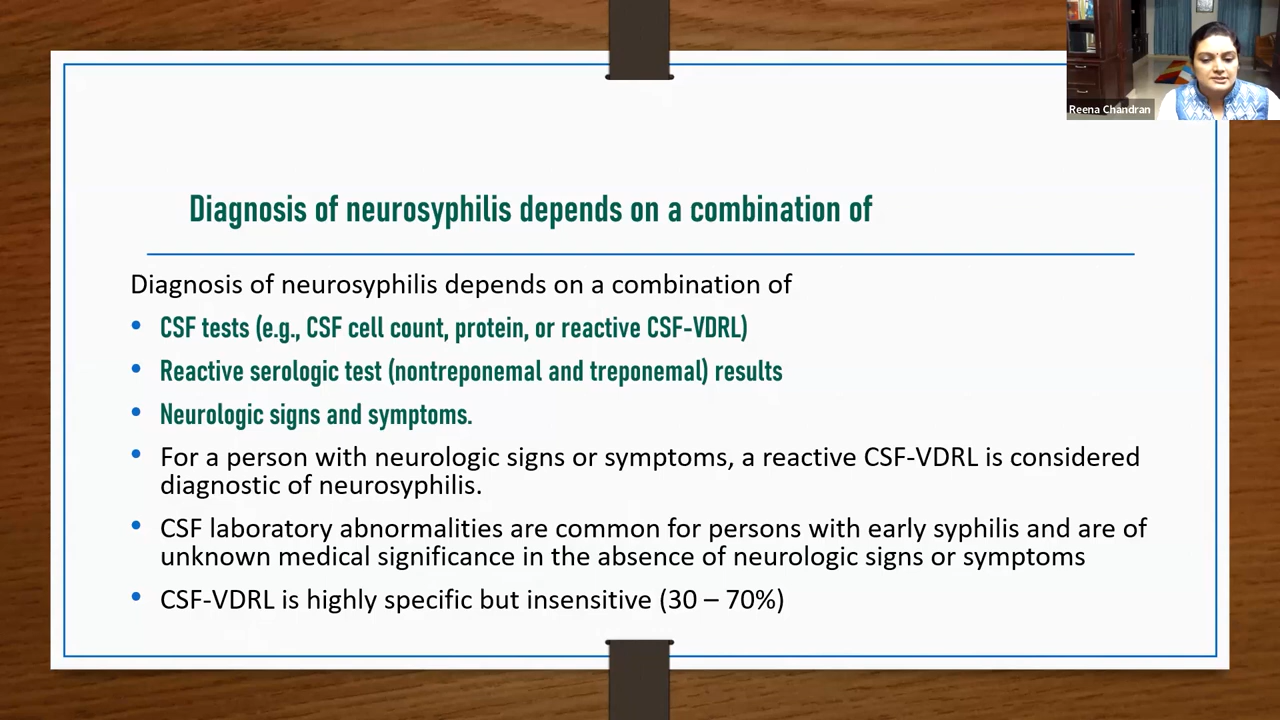 Reena Chandran
Diagnosis of neurosyphilis depends on a combination of
Diagnosis of neurosyphilis depends on a combination of
• CSF tests (e.g., CSF cell count, protein, or reactive CSF-VDRL)
• Reactive serologic test (nontreponemal and treponemal) results
• Neurologic signs and symptoms.
• For a person with neurologic signs or symptoms, a reactive CSF-VDRL is considered
diagnostic of neurosyphilis.
• CSF laboratory abnormalities are common for persons with early syphilis and are of
unknown medical significance in the absence of neurologic signs or symptoms
• CSF-VDRL is highly specific but insensitive (30 – 70%)